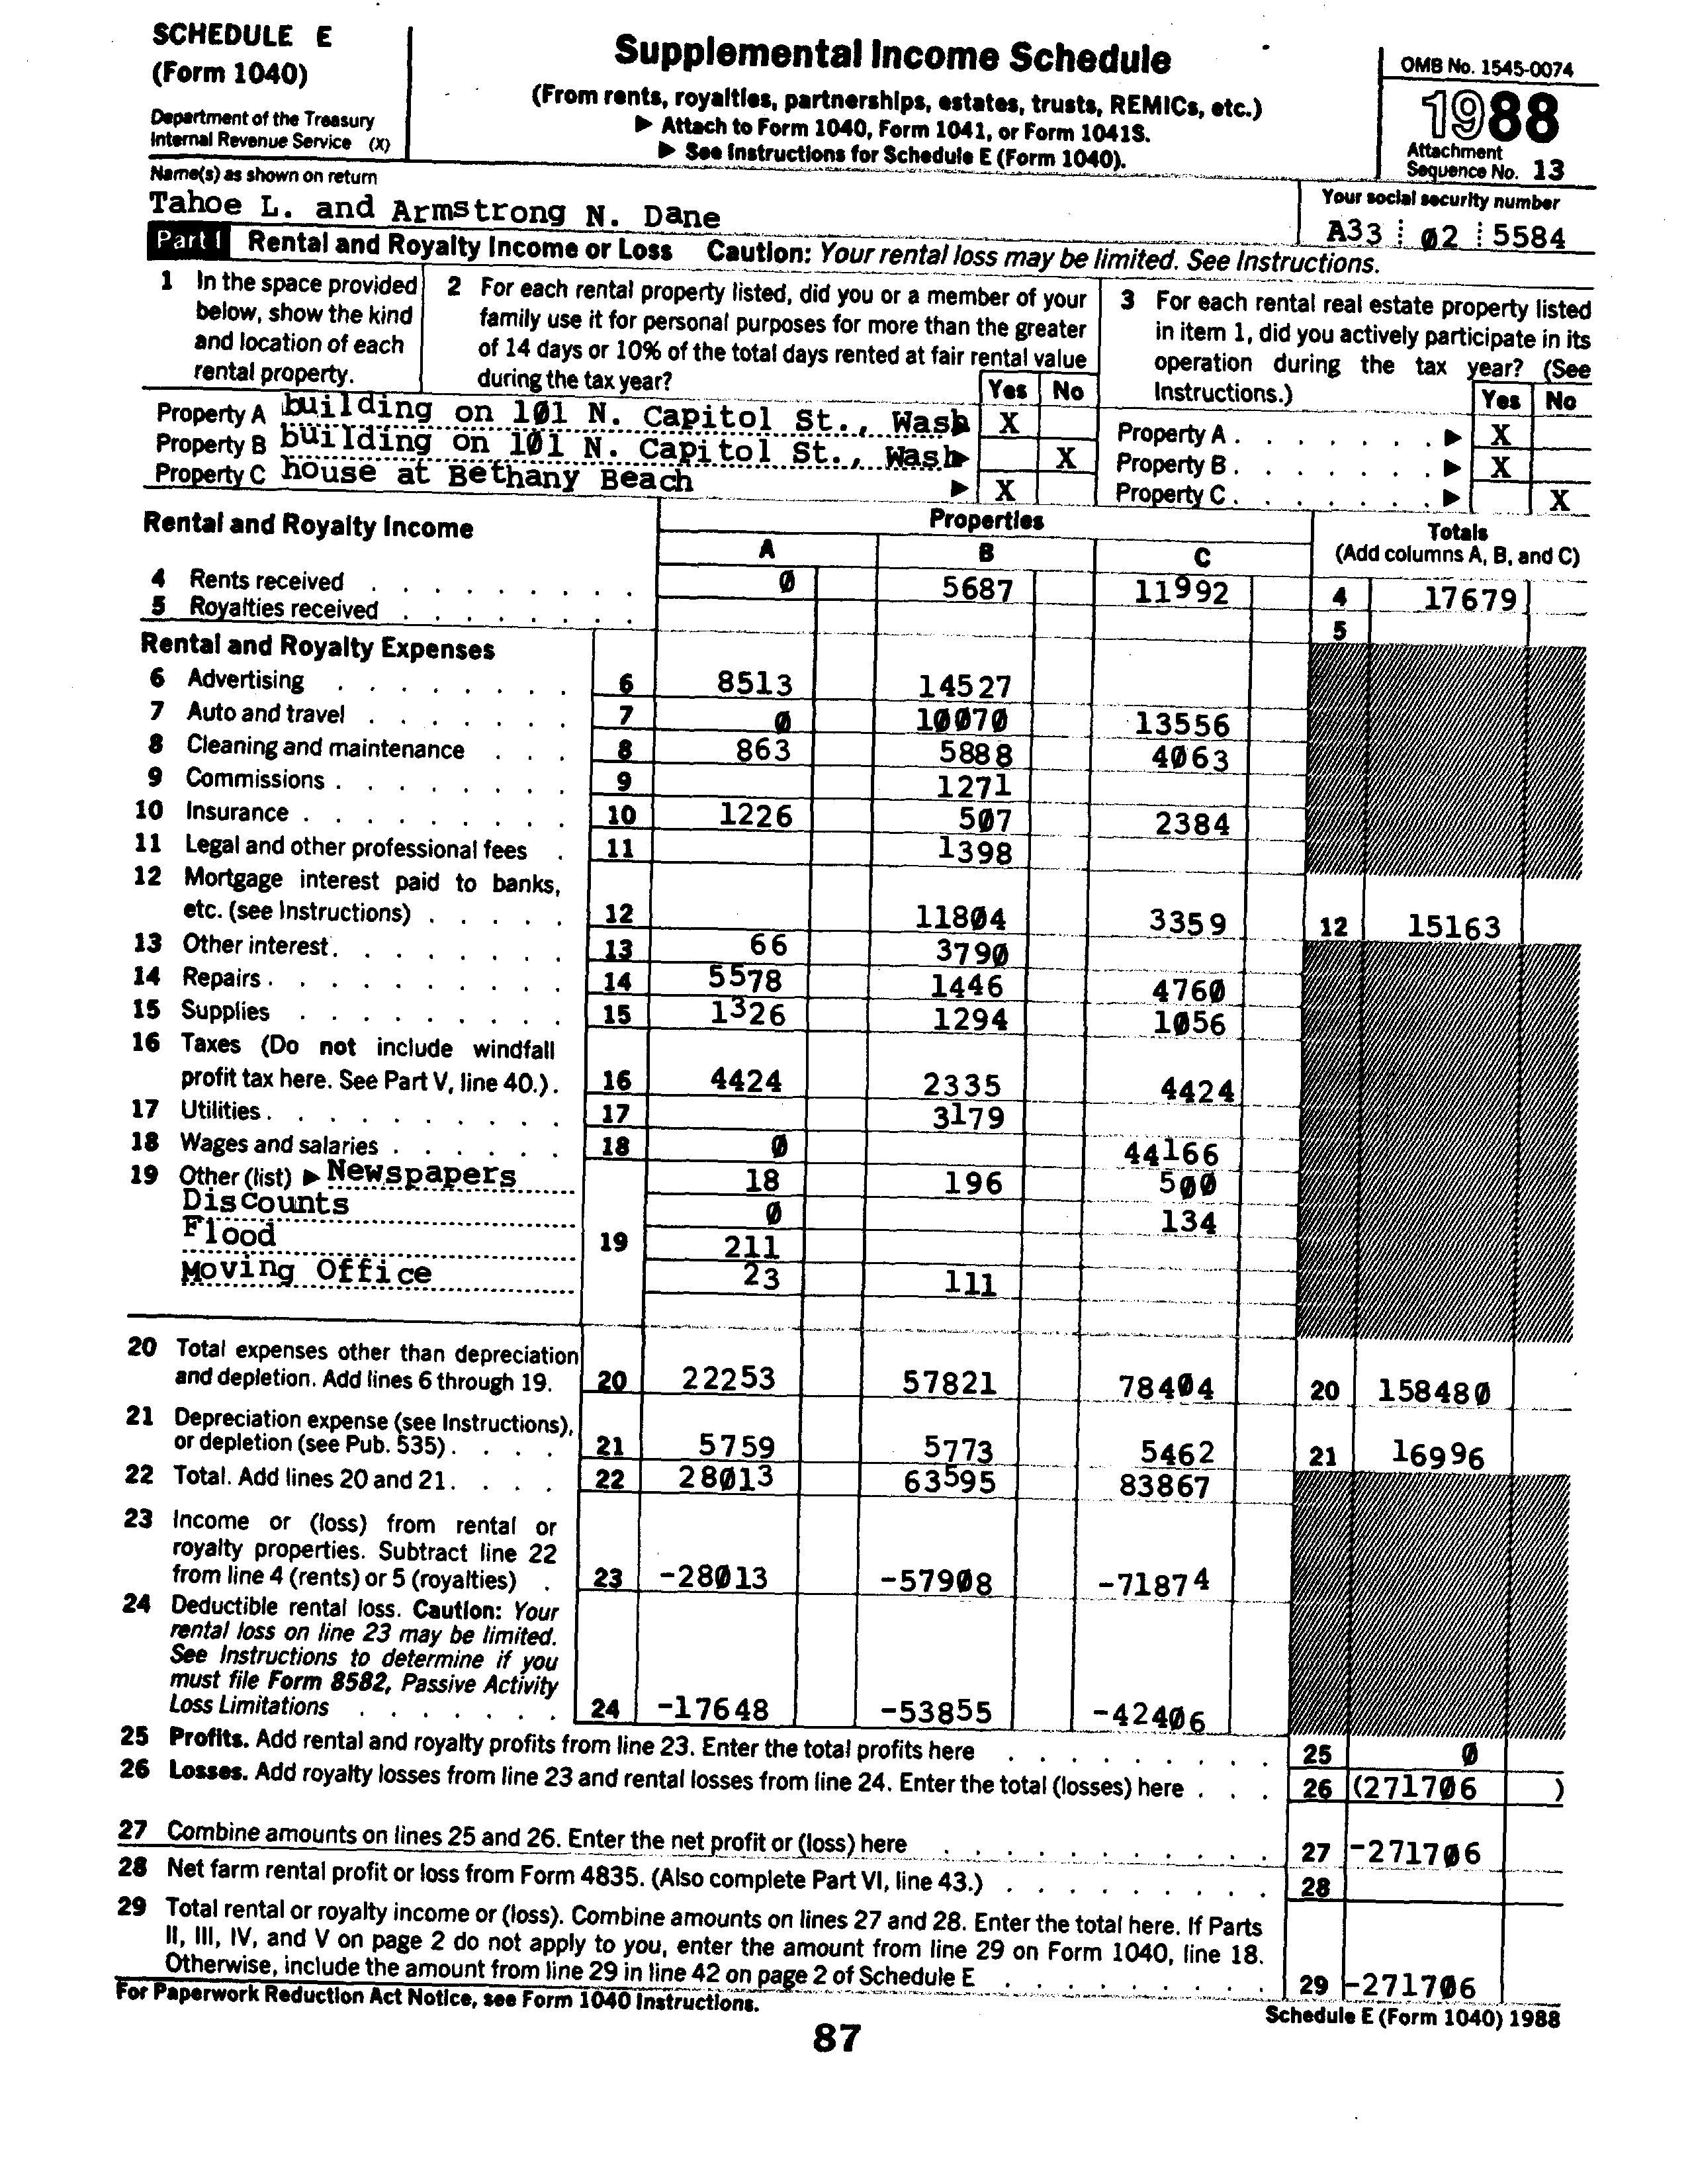 SCHEDULE E
(Form 1040)
Department of the Treasury
Internal Revenue Service (X)
Supplemental Income Schedule
(From rents, royalties, partnerships, estates, trusts, REMICs, etc.)
▶ Attach to Form 1040, Form 1041, or Form 1041S.
▶ See Instructions for Schedule E (Form 1040).
OMB No. 1545-0074
1988
Attachment
Sequence No. 13
Name(s) as shown on return
Tahoe L. and Armstrong N. Dane
Your social security number
A33 02 5584
Part I Rental and Royalty Income or Loss Caution: Your rental loss may be limited. See Instructions.
1 In the space provided
below, show the kind
and location of each
rental property.
2 For each rental property listed, did you or a member of your
family use it for personal purposes for more than the greater
of 14 days or 10% of the total days rented at fair rental value
during the tax year?
Yes No
3 For each rental real estate property listed
in item 1, did you actively participate in its
operation during the tax year? (See
Instructions.)
Yes No
Property A building on 101 N. Capitol St., Wash ▶ X Property A . . . . . . . ▶ X
Property B building on 101 N. Capitol St., Wash ▶ X Property B . . . . . . . ▶ X
Property C house at Bethany Beach ▶ X Property C . . . . . . . ▶ X
Rental and Royalty Income
Properties
A B C
Totals
(Add columns A, B, and C)
4 Rents received . . . . . . . . . 0 5687 11992 4 17679
5 Royalties received . . . . . . . . 5
Rental and Royalty Expenses
6 Advertising . . . . . . . . 6 8513 14527
7 Auto and travel . . . . . . . 7 0 10070 13556
8 Cleaning and maintenance . . . 8 863 5888 4063
9 Commissions . . . . . . . . 9 1271
10 Insurance . . . . . . . . . 10 1226 507 2384
11 Legal and other professional fees . 11 1398
12 Mortgage interest paid to banks,
etc. (see Instructions) . . . . . 12 11804 3359 12 15163
13 Other interest . . . . . . . . 13 66 3790
14 Repairs . . . . . . . . . . 14 5578 1446 4760
15 Supplies . . . . . . . . . 15 1326 1294 1056
16 Taxes (Do not include windfall
profit tax here. See Part V, line 40.) . 16 4424 2335 4424
17 Utilities . . . . . . . . . . 17 3179
18 Wages and salaries . . . . . . 18 0 44166
19 Other (list) ▶ Newspapers 18 196 500
Discounts 0 134
Flood 19 211
Moving Office 23 111
20 Total expenses other than depreciation
and depletion. Add lines 6 through 19. 20 22253 57821 78404 20 158480
21 Depreciation expense (see Instructions),
or depletion (see Pub. 535) . . . . 21 5759 5773 5462 21 16996
22 Total. Add lines 20 and 21 . . . . 22 28013 63595 83867
23 Income or (loss) from rental or
royalty properties. Subtract line 22
from line 4 (rents) or 5 (royalties) . 23 -28013 -57908 -71874
24 Deductible rental loss. Caution: Your
rental loss on line 23 may be limited.
See Instructions to determine if you
must file Form 8582, Passive Activity
Loss Limitations . . . . . . . 24 -17648 -53855 -42406
25 Profits. Add rental and royalty profits from line 23. Enter the total profits here . . . . . . . . . 25 0
26 Losses. Add royalty losses from line 23 and rental losses from line 24. Enter the total (losses) here . . . 26 (271706 )
27 Combine amounts on lines 25 and 26. Enter the net profit or (loss) here . . . . . . . . . . . 27 -271706
28 Net farm rental profit or loss from Form 4835. (Also complete Part VI, line 43.) . . . . . . . . . 28
29 Total rental or royalty income or (loss). Combine amounts on lines 27 and 28. Enter the total here. If Parts
II, III, IV, and V on page 2 do not apply to you, enter the amount from line 29 on Form 1040, line 18.
Otherwise, include the amount from line 29 in line 42 on page 2 of Schedule E . . . . . . . . . 29 -271706
For Paperwork Reduction Act Notice, see Form 1040 Instructions.
Schedule E (Form 1040) 1988
87